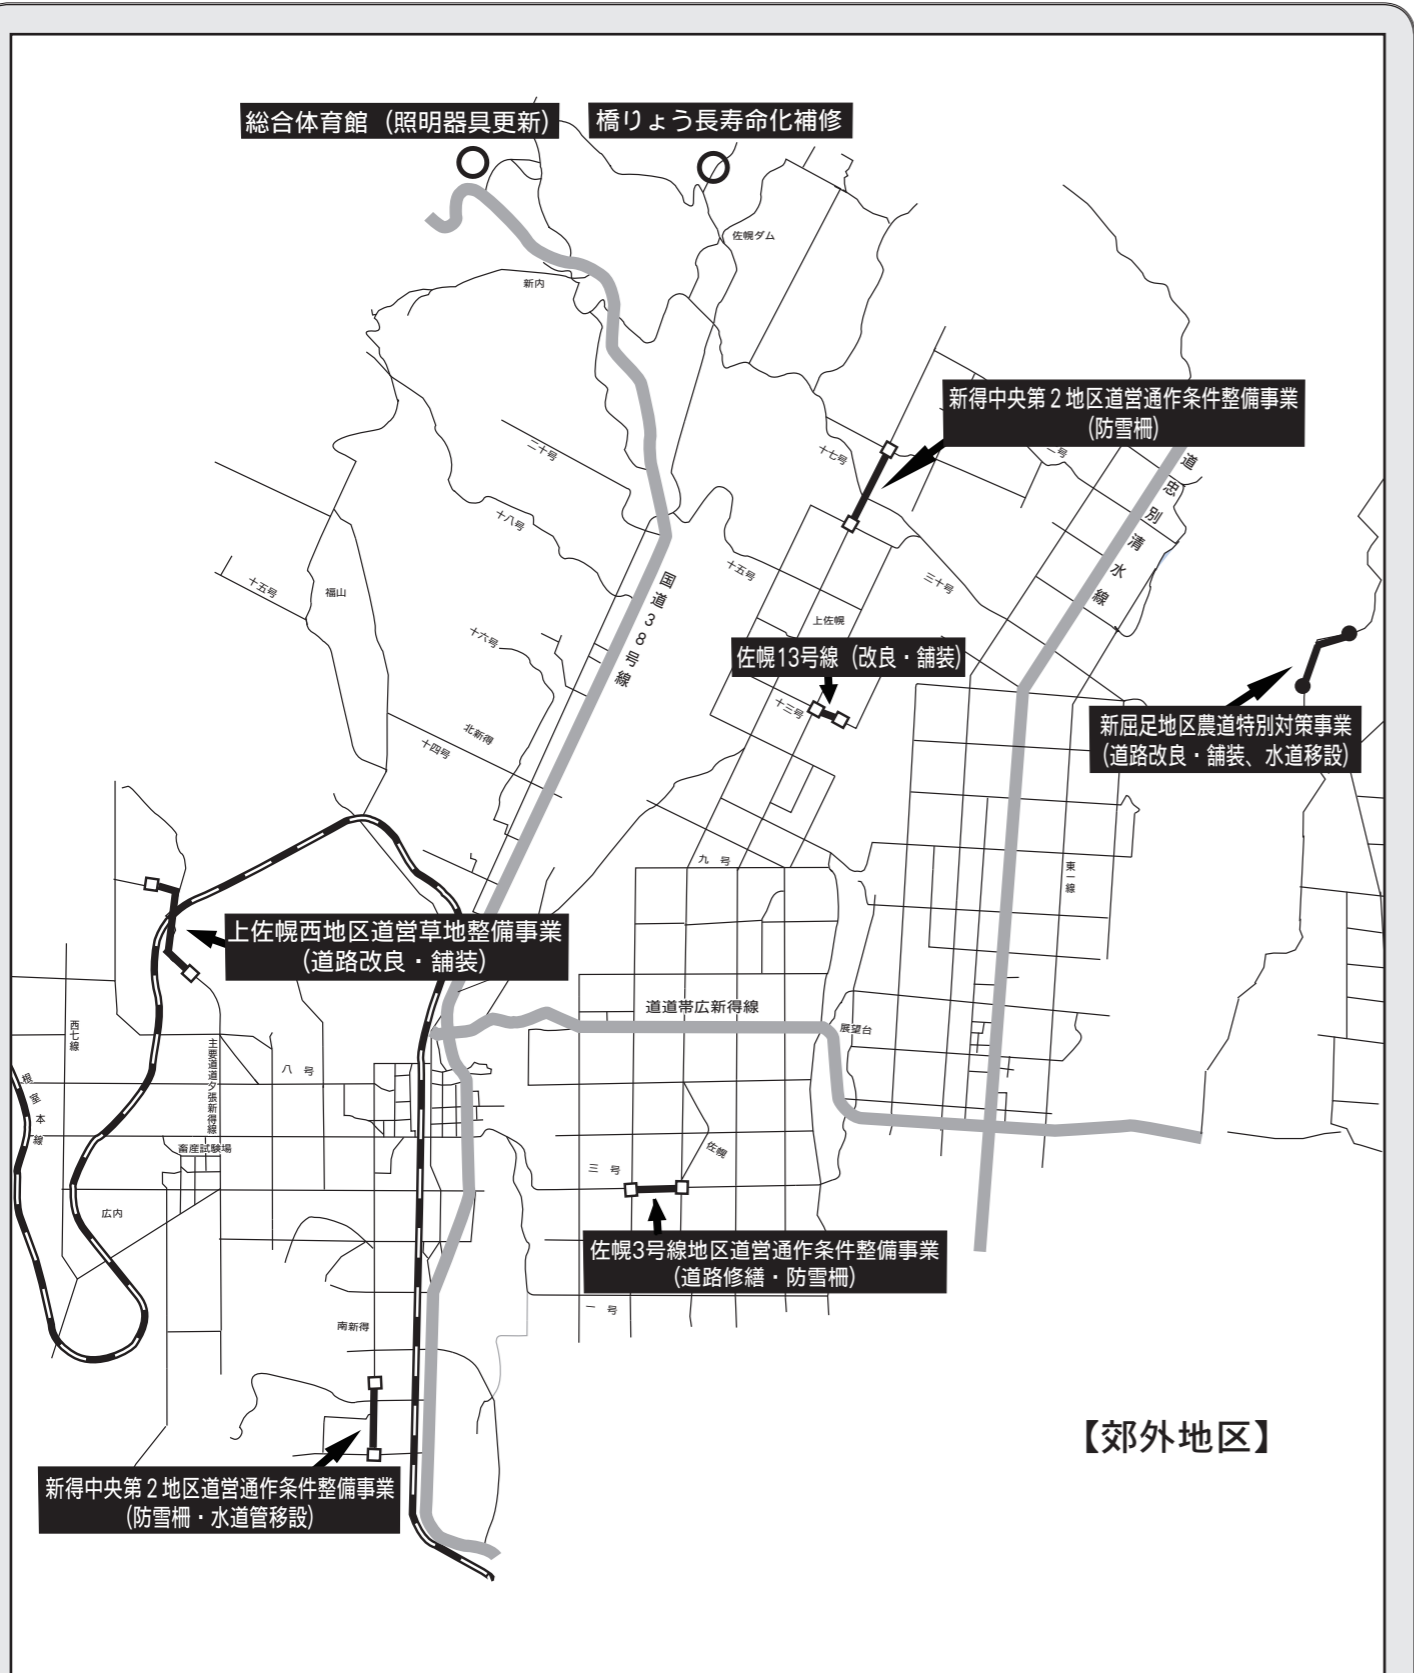 総合体育館（照明器具更新）
橋りょう長寿命化補修
佐幌ダム
新内
新得中央第２地区道営通作条件整備事業
（防雪柵）
二十号
十七号
二号
道忠別清水線
十八号
十五号
福山
国道３８号線
十五号
三十号
上佐幌
十六号
佐幌13号線（改良・舗装）
十三号
新屈足地区農道特別対策事業
（道路改良・舗装、水道移設）
北新得
十四号
九号
東一線
上佐幌西地区道営草地整備事業
（道路改良・舗装）
道道帯広新得線
展望台
西七線
主要道道夕張新得線
八号
根室本線
畜産試験場
佐幌
三号
広内
佐幌3号線地区道営通作条件整備事業
（道路修繕・防雪柵）
一号
南新得
【郊外地区】
新得中央第２地区道営通作条件整備事業
（防雪柵・水道管移設）